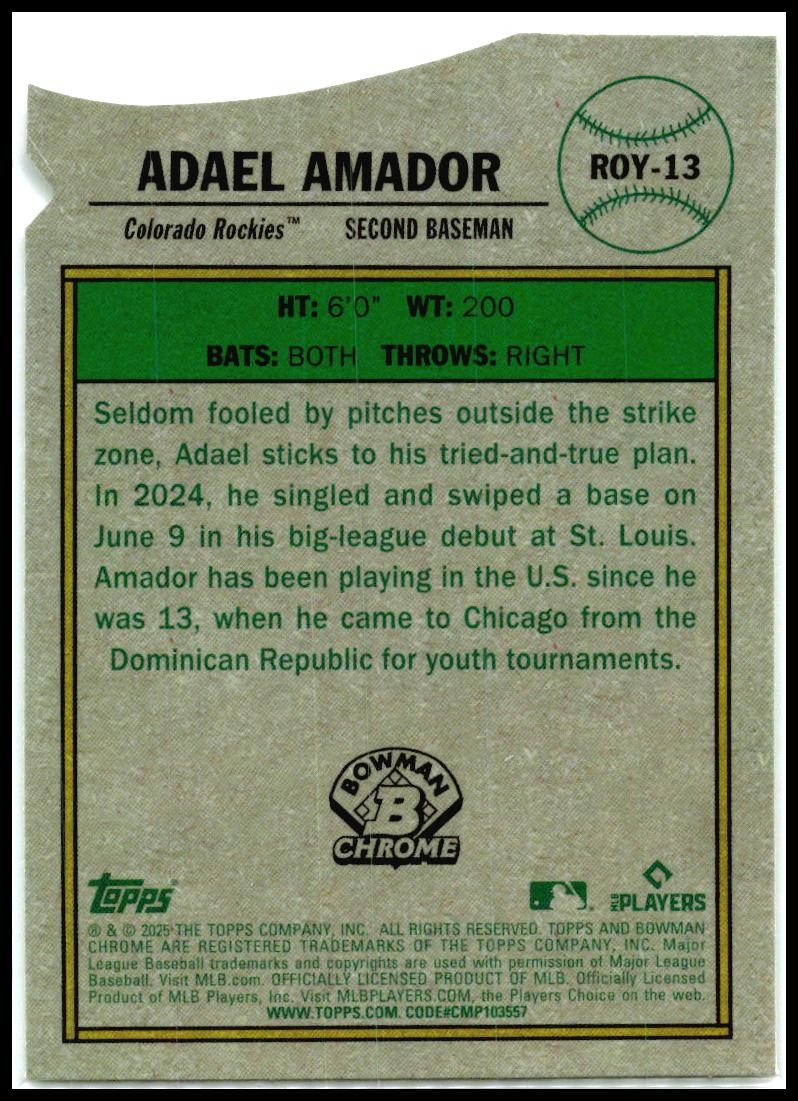 ADAEL AMADOR
ROY-13
Colorado Rockies™ SECOND BASEMAN
HT: 6'0" WT: 200
BATS: BOTH THROWS: RIGHT
Seldom fooled by pitches outside the strike
zone, Adael sticks to his tried-and-true plan.
In 2024, he singled and swiped a base on
June 9 in his big-league debut at St. Louis.
Amador has been playing in the U.S. since he
was 13, when he came to Chicago from the
Dominican Republic for youth tournaments.
BOWMAN
B
CHROME
topps®
MLB PLAYERS
® & © 2025 THE TOPPS COMPANY, INC. ALL RIGHTS RESERVED. TOPPS AND BOWMAN
CHROME ARE REGISTERED TRADEMARKS OF THE TOPPS COMPANY, INC. Major
League Baseball trademarks and copyrights are used with permission of Major League
Baseball. Visit MLB.com. OFFICIALLY LICENSED PRODUCT OF MLB. Officially Licensed
Product of MLB Players, Inc. Visit MLBPLAYERS.COM, the Players Choice on the web.
WWW.TOPPS.COM. CODE#CMP103557